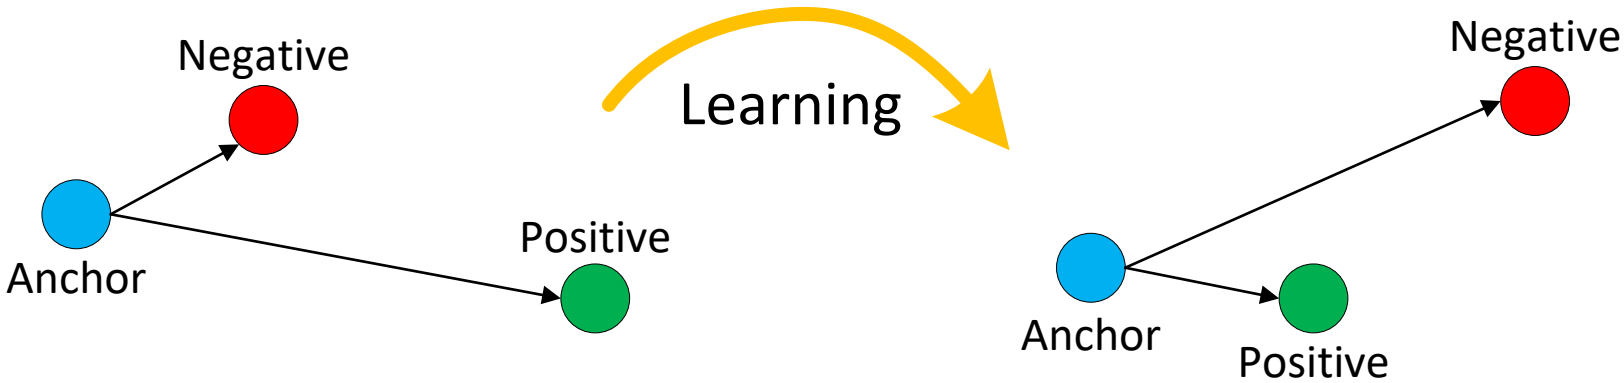 Negative
Anchor
Positive
Learning
Negative
Anchor
Positive